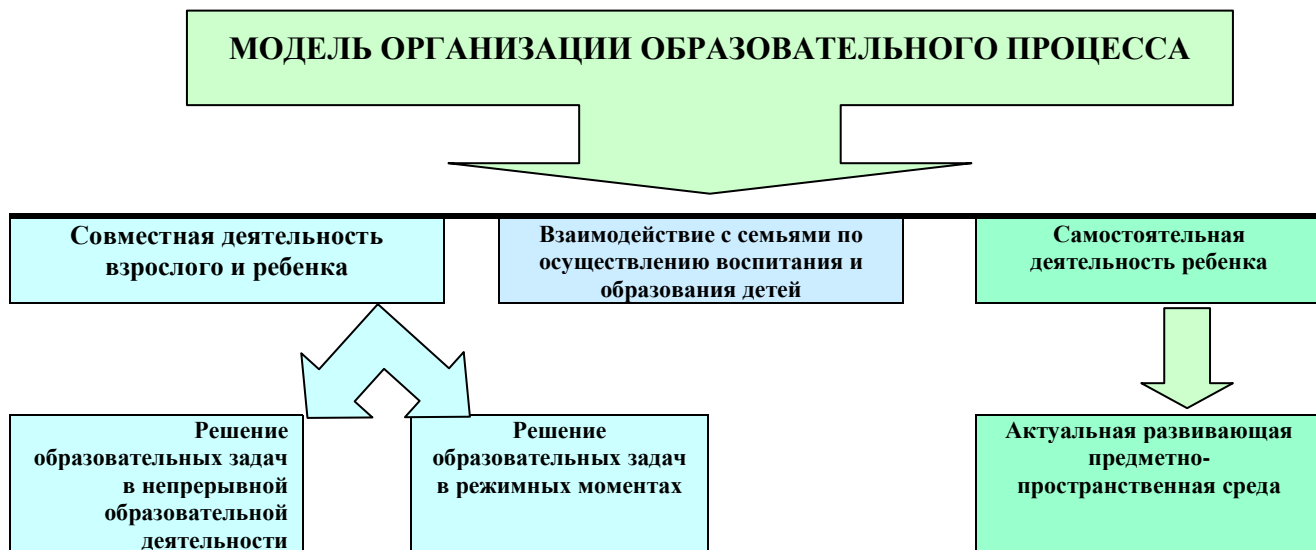 МОДЕЛЬ ОРГАНИЗАЦИИ ОБРАЗОВАТЕЛЬНОГО ПРОЦЕССА
Совместная деятельность
взрослого и ребенка
Взаимодействие с семьями по
осуществлению воспитания и
образования детей
Самостоятельная
деятельность ребенка
Решение
образовательных задач
в непрерывной
образовательной
деятельности
Решение
образовательных задач
в режимных моментах
Актуальная развивающая
предметно-
пространственная среда